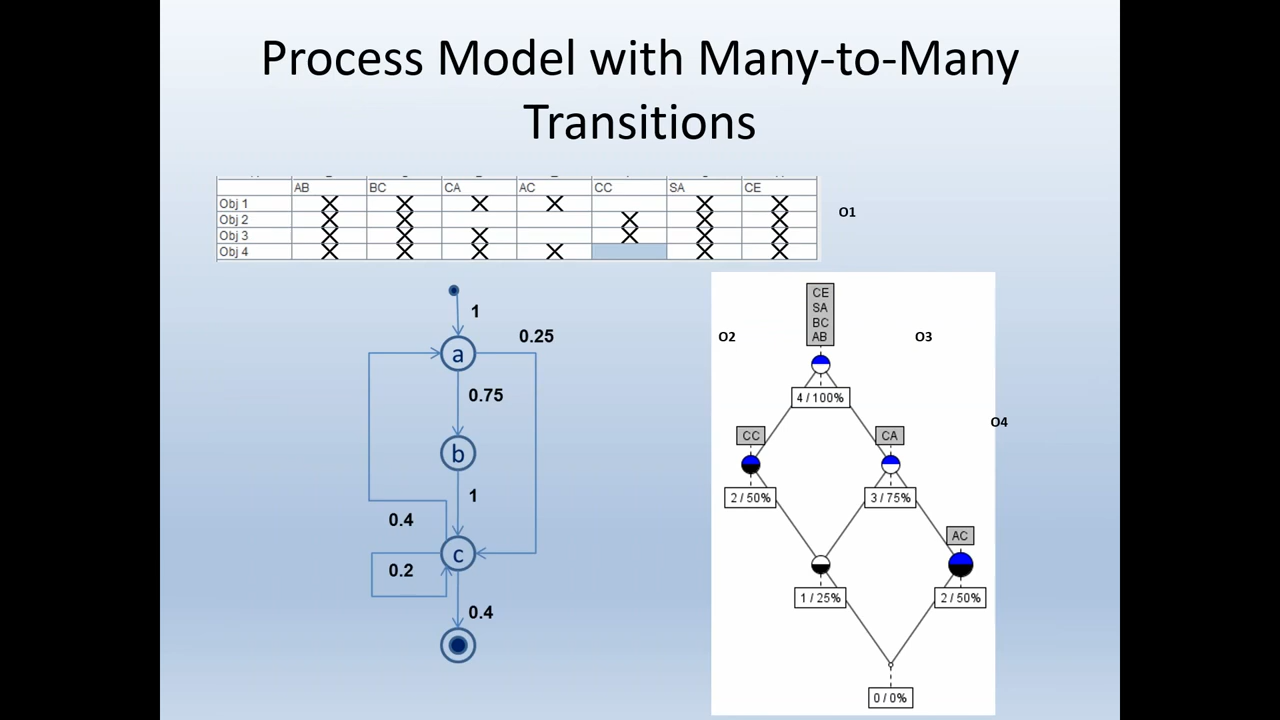 Process Model with Many-to-Many
Transitions
AB BC CA AC CC SA CE
Obj 1 X X X X X X
Obj 2 X X X X X
Obj 3 X X X X X X
Obj 4 X X X X X X
O1
1
a
0.25
0.75
b
1
0.4
c
0.2
0.4
CE
SA
BC
AB
O2
O3
4 / 100%
O4
CC
CA
2 / 50%
3 / 75%
AC
1 / 25%
2 / 50%
0 / 0%